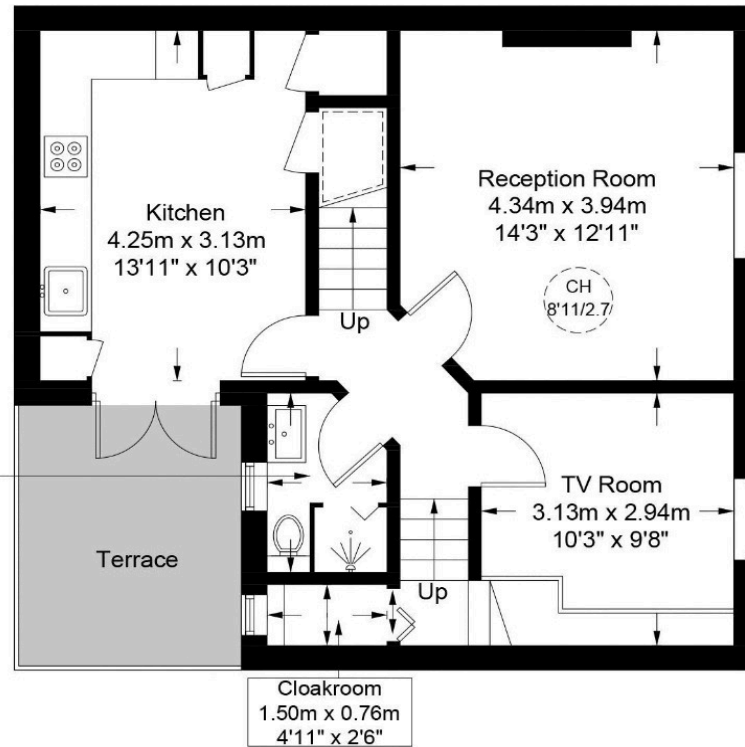 Kitchen
4.25m x 3.13m
13'11" x 10'3"
Reception Room
4.34m x 3.94m
14'3" x 12'11"
CH
8'11/2.7
Up
TV Room
3.13m x 2.94m
10'3" x 9'8"
Terrace
Up
Cloakroom
1.50m x 0.76m
4'11" x 2'6"